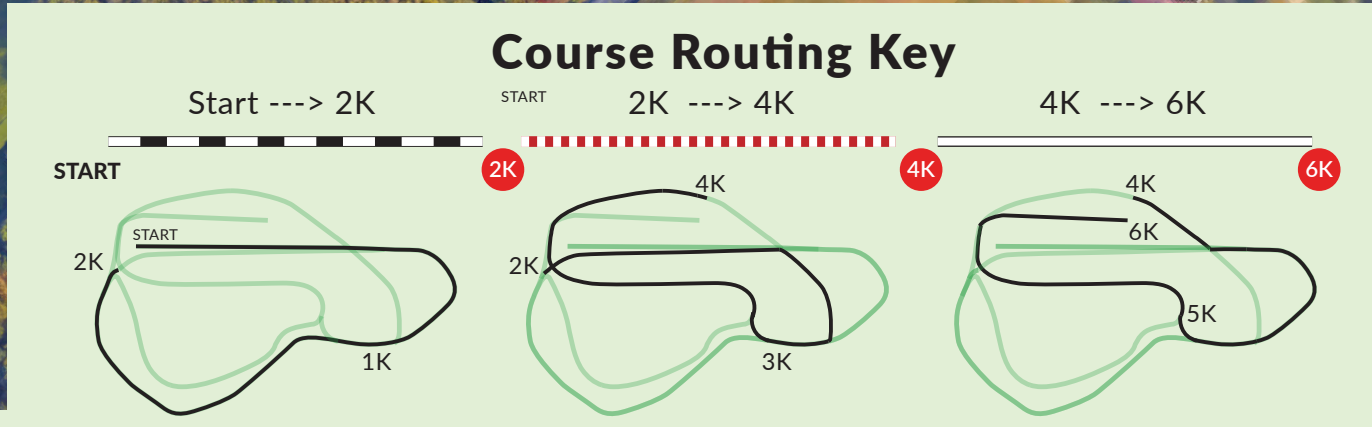 Course Routing Key
Start ---> 2K
START
2K ---> 4K
4K ---> 6K
START
2K
4K
6K
START
2K
1K
4K
2K
3K
4K
6K
5K